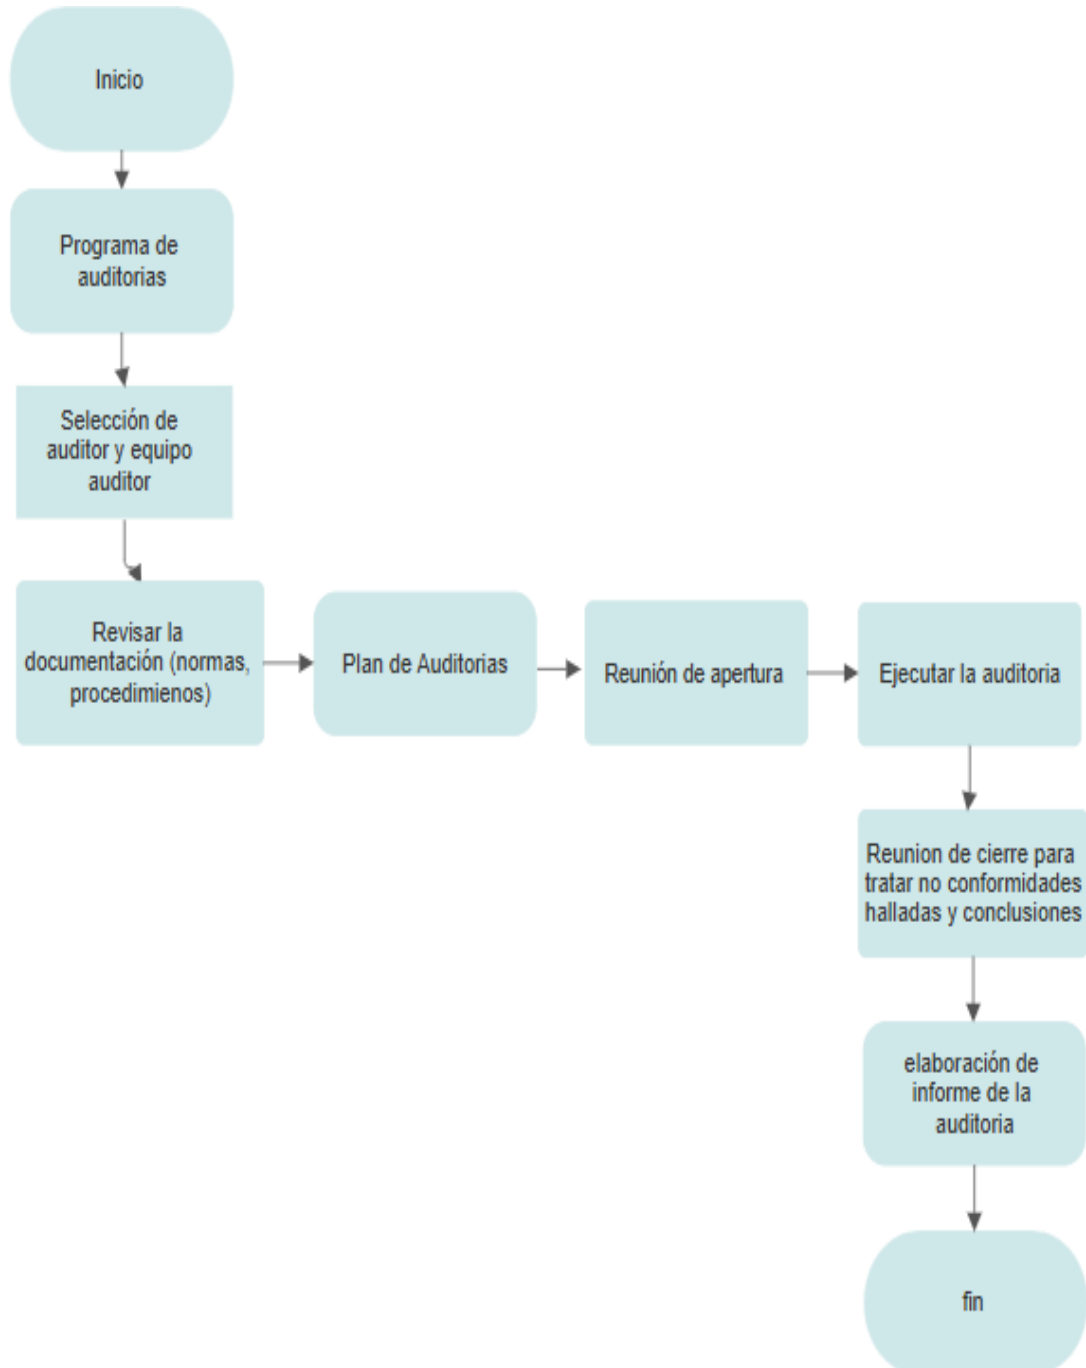 Inicio
Programa de
auditorias
Selección de
auditor y equipo
auditor
Revisar la
documentación (normas,
procedimienos)
Plan de Auditorias
Reunión de apertura
Ejecutar la auditoria
Reunion de cierre para
tratar no conformidades
halladas y conclusiones
elaboración de
informe de la
auditoria
fin